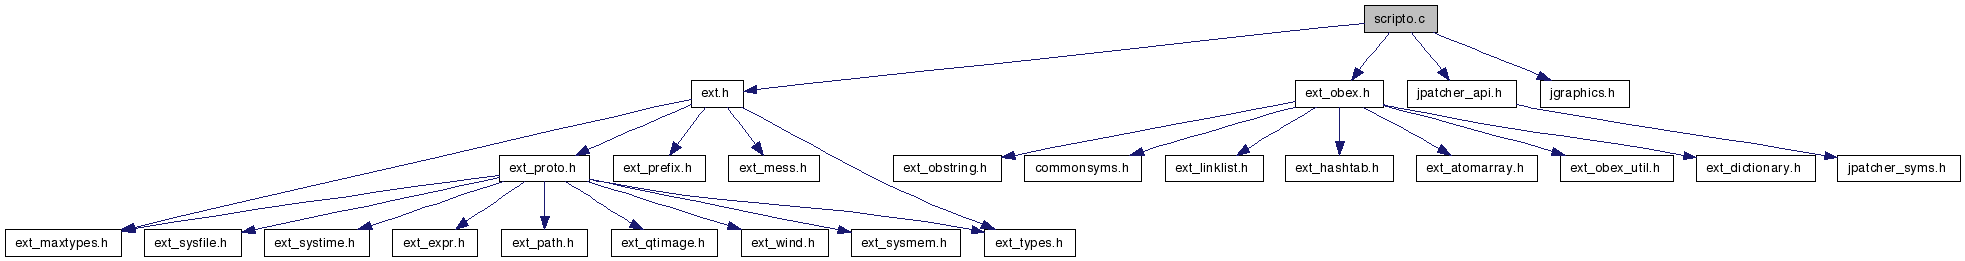 scripto.c
ext.h
ext_obex.h
jpatcher_api.h
jgraphics.h
ext_proto.h
ext_prefix.h
ext_mess.h
ext_obstring.h
commonsyms.h
ext_linklist.h
ext_hashtab.h
ext_atomarray.h
ext_obex_util.h
ext_dictionary.h
jpatcher_syms.h
ext_maxtypes.h
ext_sysfile.h
ext_systime.h
ext_expr.h
ext_path.h
ext_qtimage.h
ext_wind.h
ext_sysmem.h
ext_types.h